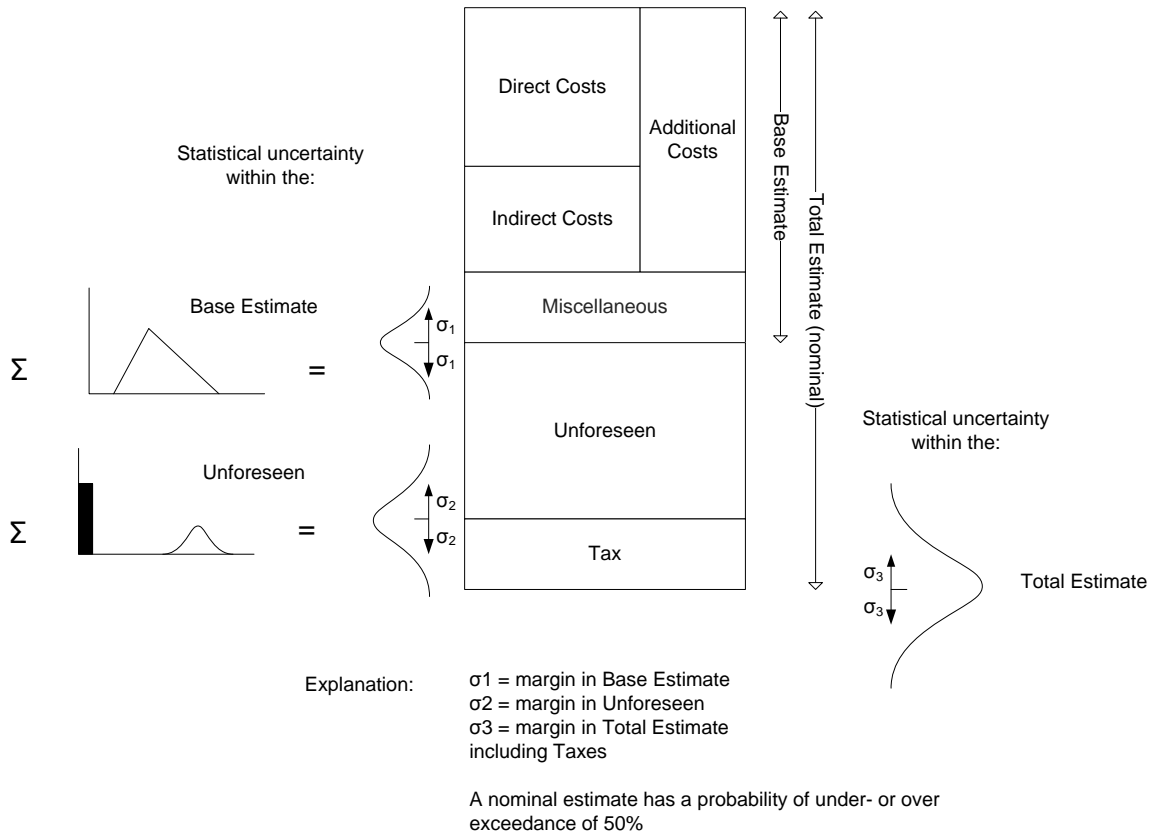 Direct Costs
Additional
Costs
Indirect Costs
Miscellaneous
Unforeseen
Tax
Base Estimate
Total Estimate (nominal)
Statistical uncertainty
within the:
Base Estimate
Σ
=
σ1
σ1
Unforeseen
Σ
=
σ2
σ2
Statistical uncertainty
within the:
σ3
σ3
Total Estimate
Explanation:
σ1 = margin in Base Estimate
σ2 = margin in Unforeseen
σ3 = margin in Total Estimate
including Taxes
A nominal estimate has a probability of under- or over
exceedance of 50%